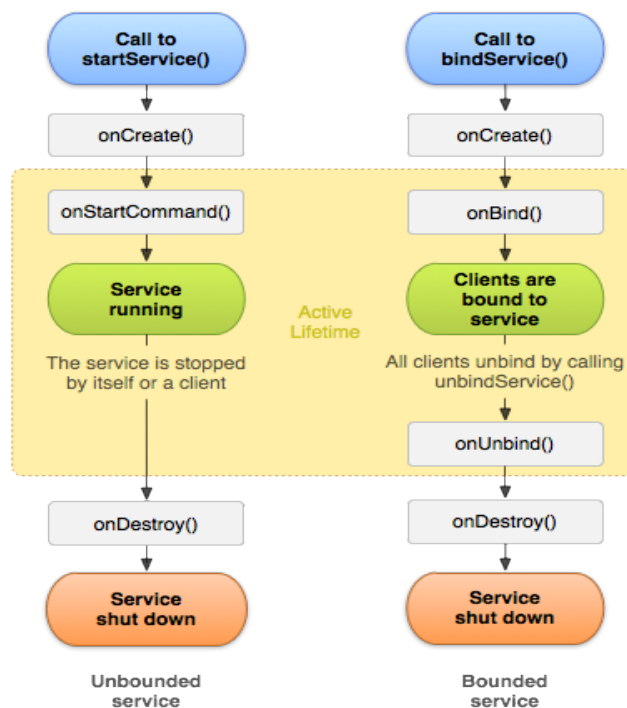 Call to
startService()
onCreate()
onStartCommand()
Service
running
The service is stopped
by itself or a client
onDestroy()
Service
shut down
Unbounded
service
Active
Lifetime
Call to
bindService()
onCreate()
onBind()
Clients are
bound to
service
All clients unbind by calling
unbindService()
onUnbind()
onDestroy()
Service
shut down
Bounded
service